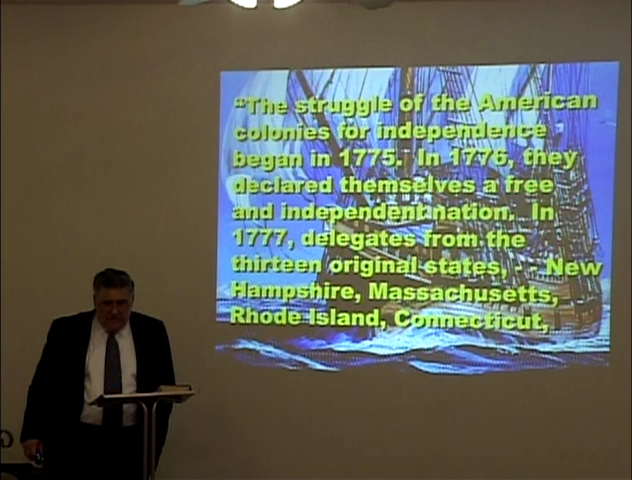 “The struggle of the American
colonies for independence
began in 1775. In 1776, they
declared themselves a free
and independent nation. In
1777, delegates from the
thirteen original states, - - New
Hampshire, Massachusetts,
Rhode Island, Connecticut,